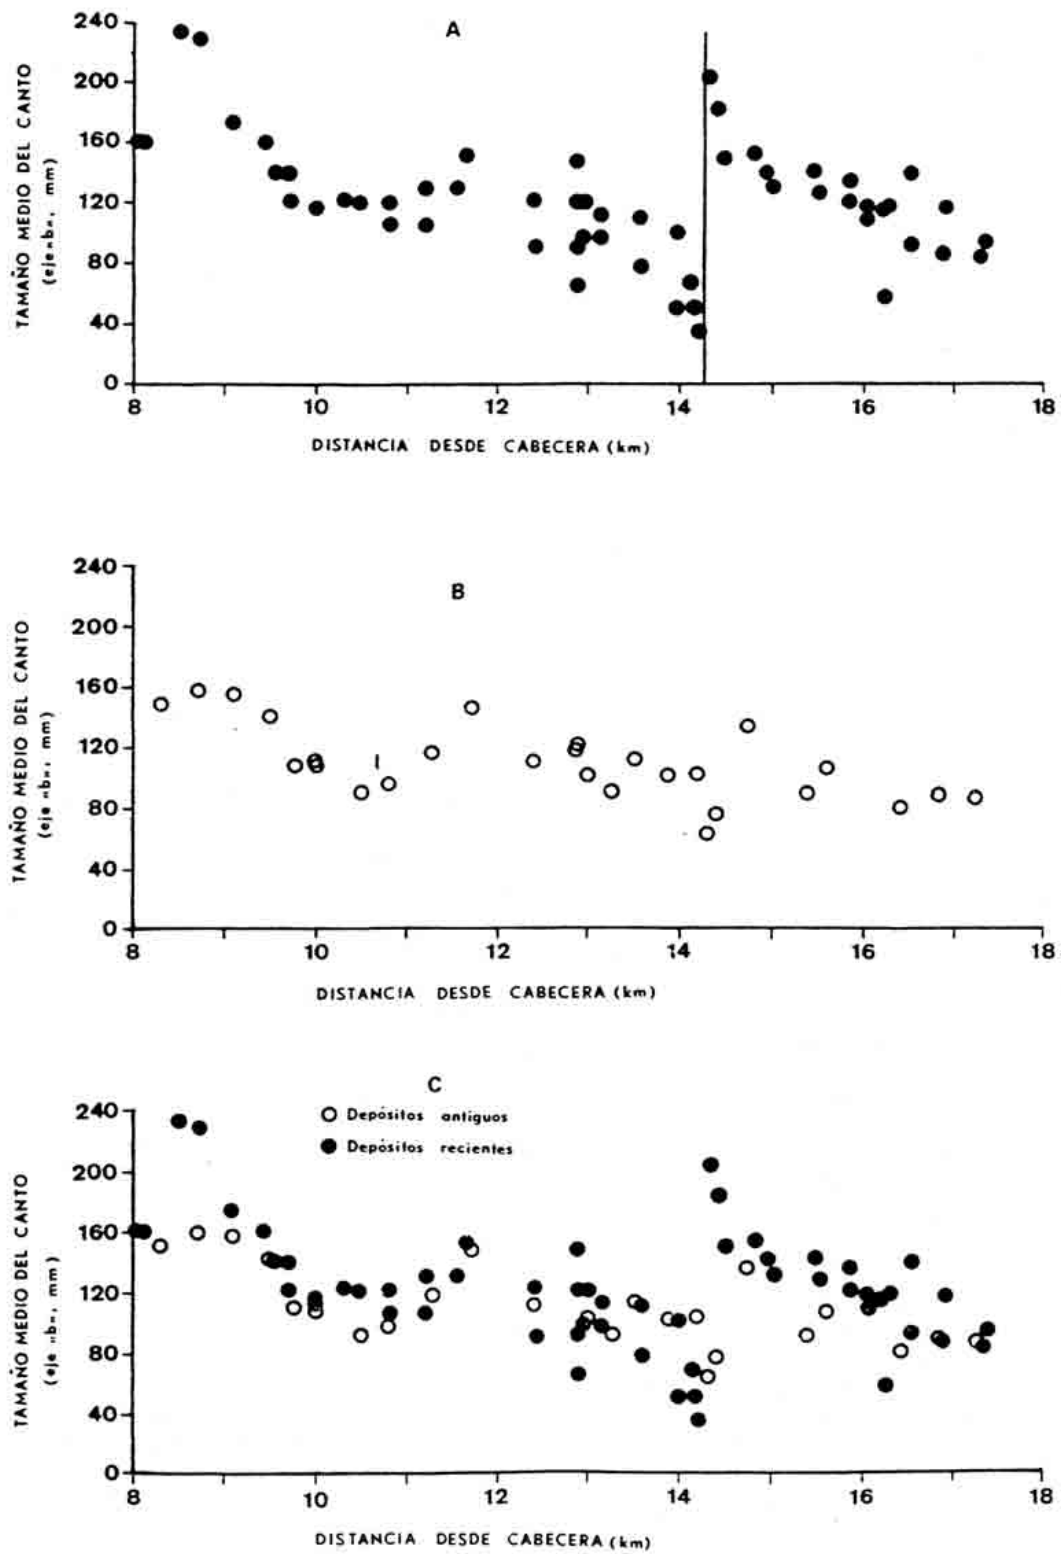 A
TAMAÑO MEDIO DEL CANTO
(eje «b», mm)
240
200
160
120
80
40
0
8 10 12 14 16 18
DISTANCIA DESDE CABECERA (km)
B
TAMAÑO MEDIO DEL CANTO
(eje «b», mm)
240
200
160
120
80
40
0
8 10 12 14 16 18
DISTANCIA DESDE CABECERA (km)
C
Depósitos antiguos
Depósitos recientes
TAMAÑO MEDIO DEL CANTO
(eje «b», mm)
240
200
160
120
80
40
0
8 10 12 14 16 18
DISTANCIA DESDE CABECERA (km)